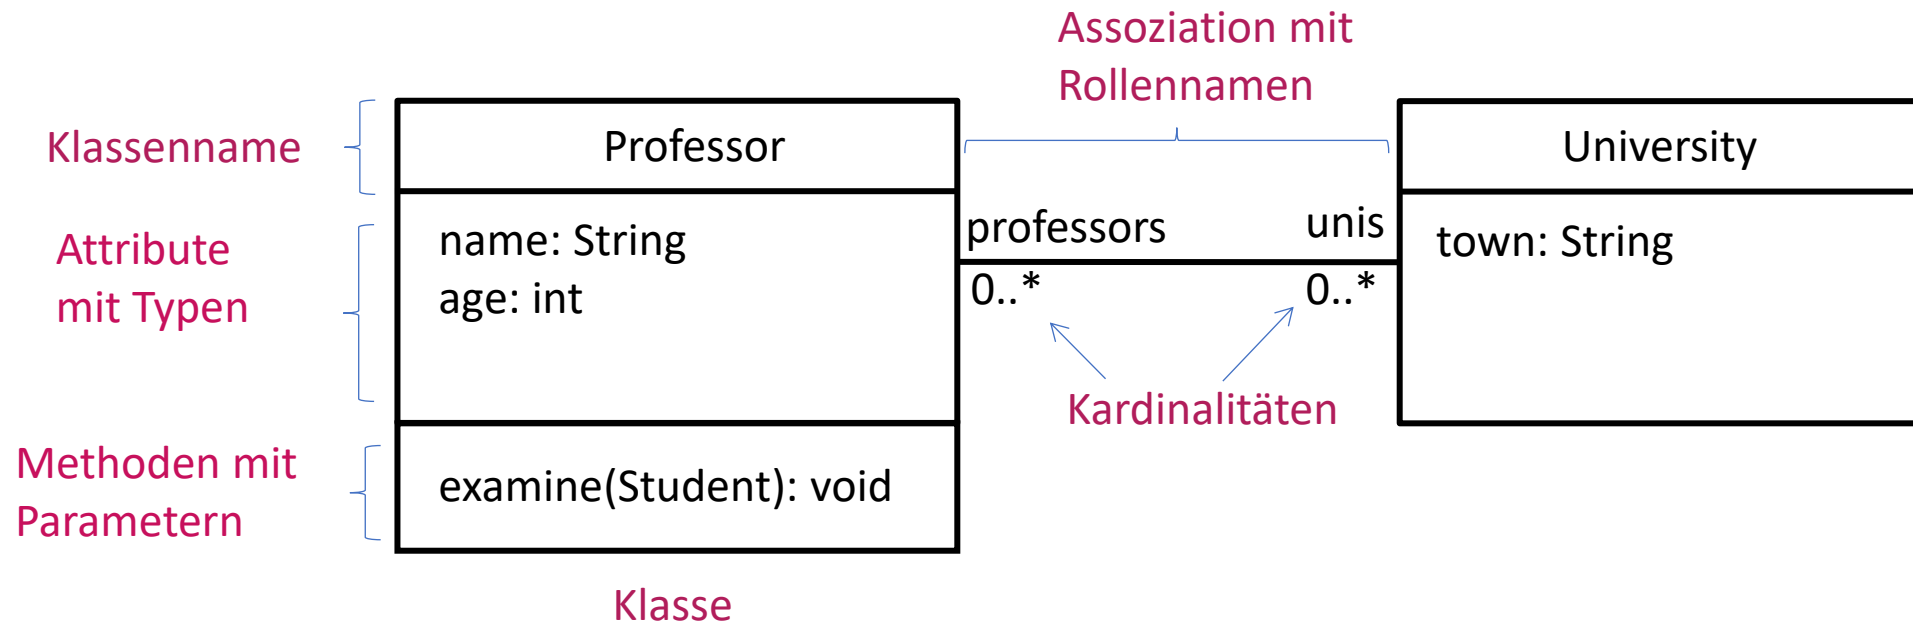 Assoziation mit
Rollennamen
Klassenname
Professor
University
Attribute
mit Typen
name: String
age: int
professors
unis
0..*
0..*
town: String
Kardinalitäten
Methoden mit
Parametern
examine(Student): void
Klasse